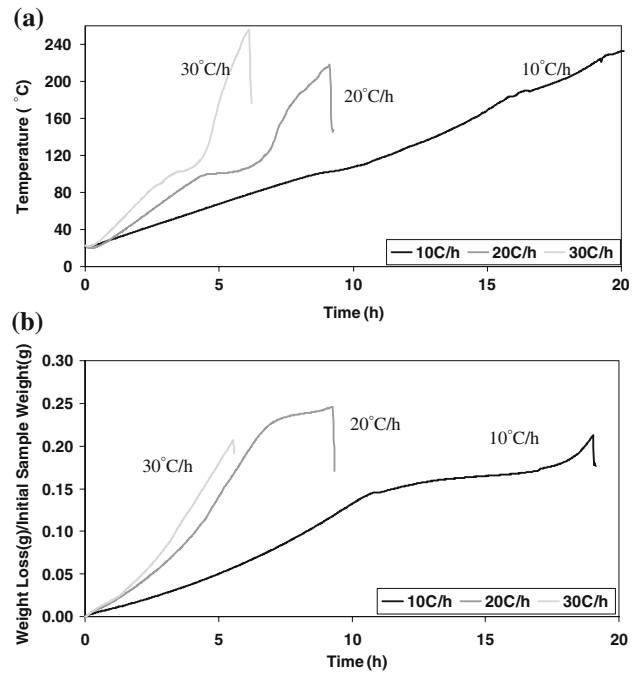 (a)
240
200
160
120
80
40
0
Temperature ( °C)
30°C/h
20°C/h
10°C/h
10C/h 20C/h 30C/h
0 5 10 15 20
Time (h)
(b)
0.30
0.25
0.20
0.15
0.10
0.05
0.00
Weight Loss(g)/Initial Sample Weight(g)
30°C/h
20°C/h
10°C/h
10C/h 20C/h 30C/h
0 5 10 15 20
Time (h)